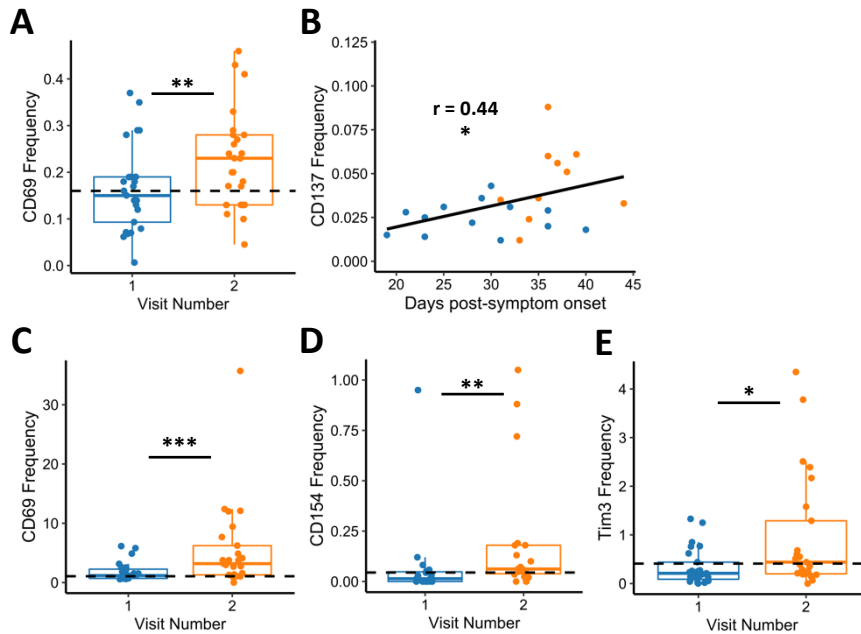 A
CD69 Frequency
0.4
0.3
0.2
0.1
0.0
**
1
2
Visit Number
B
CD137 Frequency
0.125
0.100
0.075
0.050
0.025
0.000
r = 0.44
*
20
25
30
35
40
45
Days post-symptom onset
C
CD69 Frequency
30
20
10
0
***
1
2
Visit Number
D
CD154 Frequency
1.00
0.75
0.50
0.25
0.00
**
1
2
Visit Number
E
Tim3 Frequency
4
3
2
1
0
*
1
2
Visit Number